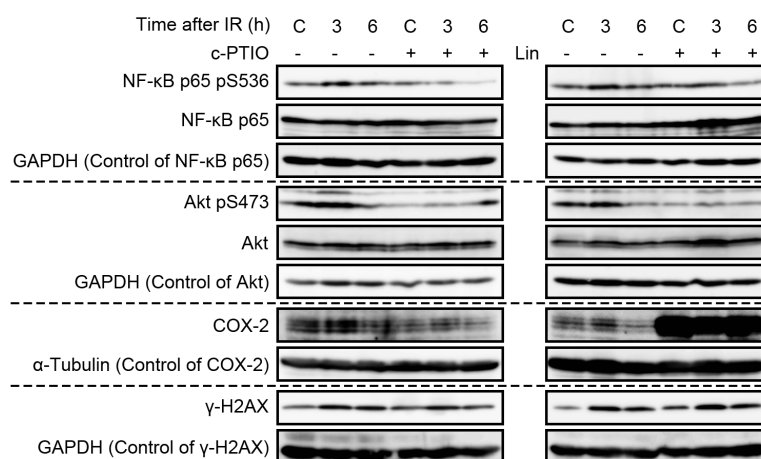 Time after IR (h) C 3 6 C 3 6 C 3 6 C 3 6
c-PTIO - - - + + + Lin - - - + + +
NF-κB p65 pS536
NF-κB p65
GAPDH (Control of NF-κB p65)
Akt pS473
Akt
GAPDH (Control of Akt)
COX-2
α-Tubulin (Control of COX-2)
γ-H2AX
GAPDH (Control of γ-H2AX)